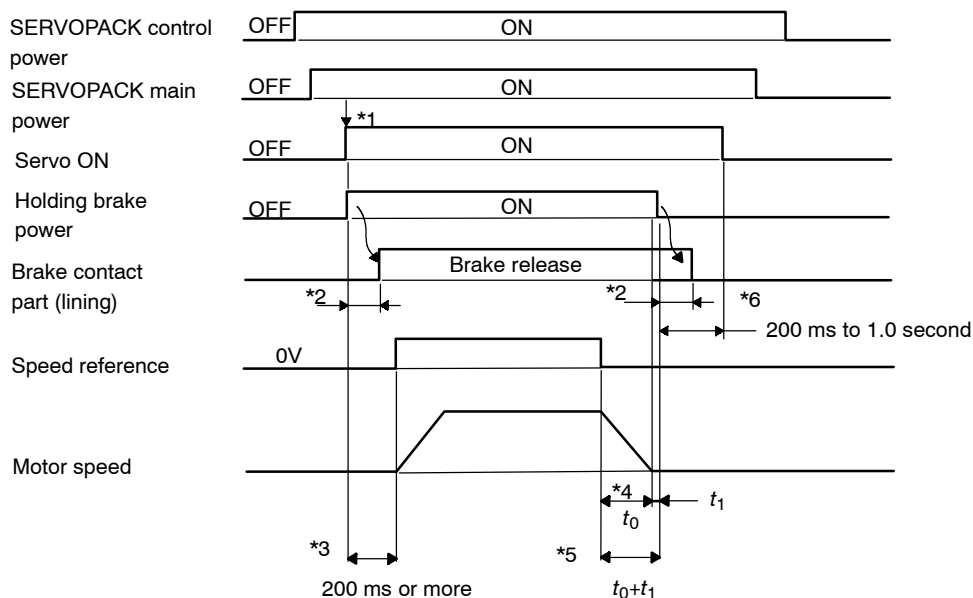 SERVOPACK control
power
OFF
ON
SERVOPACK main
power
OFF
ON
*1
Servo ON
OFF
ON
Holding brake
power
OFF
ON
Brake contact
part (lining)
Brake release
*2
*2
*6
200 ms to 1.0 second
Speed reference
0V
Motor speed
*4
t0
t1
*3
200 ms or more
*5
t0+t1